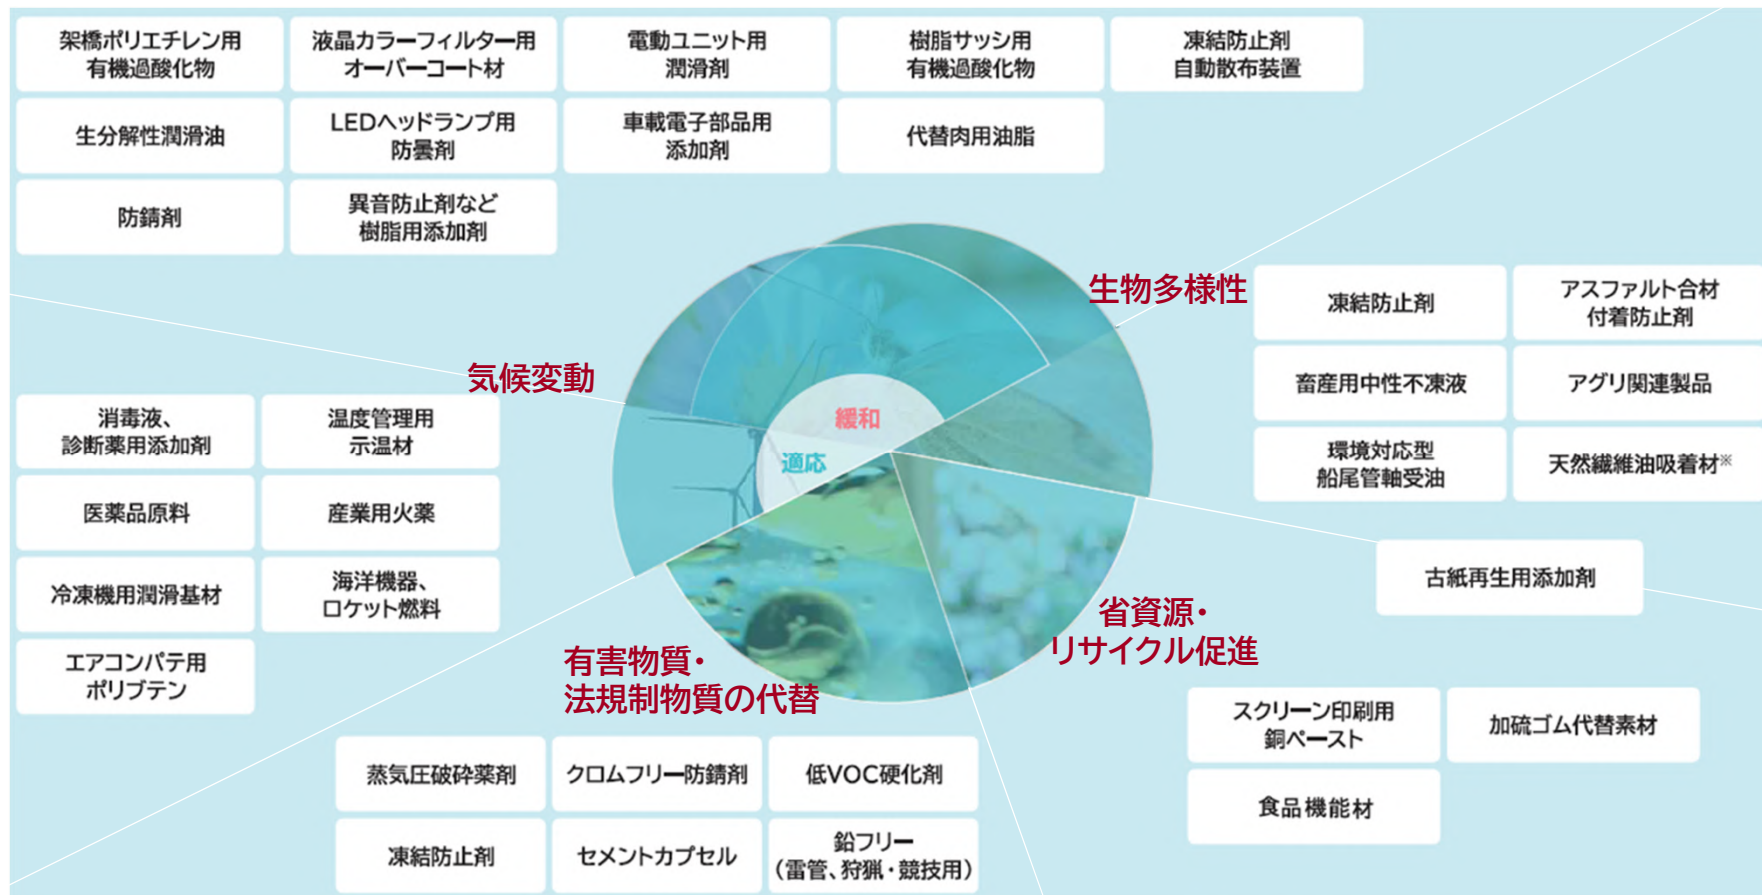 架橋ポリエチレン用
有機過酸化物
液晶カラーフィルター用
オーバーコート材
電動ユニット用
潤滑剤
樹脂サッシ用
有機過酸化物
凍結防止剤
自動散布装置
生分解性潤滑油
LEDヘッドランプ用
防曇剤
車載電子部品用
添加剤
代替肉用油脂
防錆剤
異音防止剤など
樹脂用添加剤
気候変動
緩和
適応
生物多様性
凍結防止剤
アスファルト合材
付着防止剤
畜産用中性不凍液
アグリ関連製品
環境対応型
船尾管軸受油
天然繊維油吸着材※
消毒液、
診断薬用添加剤
温度管理用
示温材
医薬品原料
産業用火薬
冷凍機用潤滑基材
海洋機器、
ロケット燃料
エアコンパテ用
ポリブテン
省資源・
リサイクル促進
古紙再生用添加剤
スクリーン印刷用
銅ペースト
加硫ゴム代替素材
食品機能材
有害物質・
法規制物質の代替
蒸気圧破砕薬剤
クロムフリー防錆剤
低VOC硬化剤
凍結防止剤
セメントカプセル
鉛フリー
（雷管、狩猟・競技用）